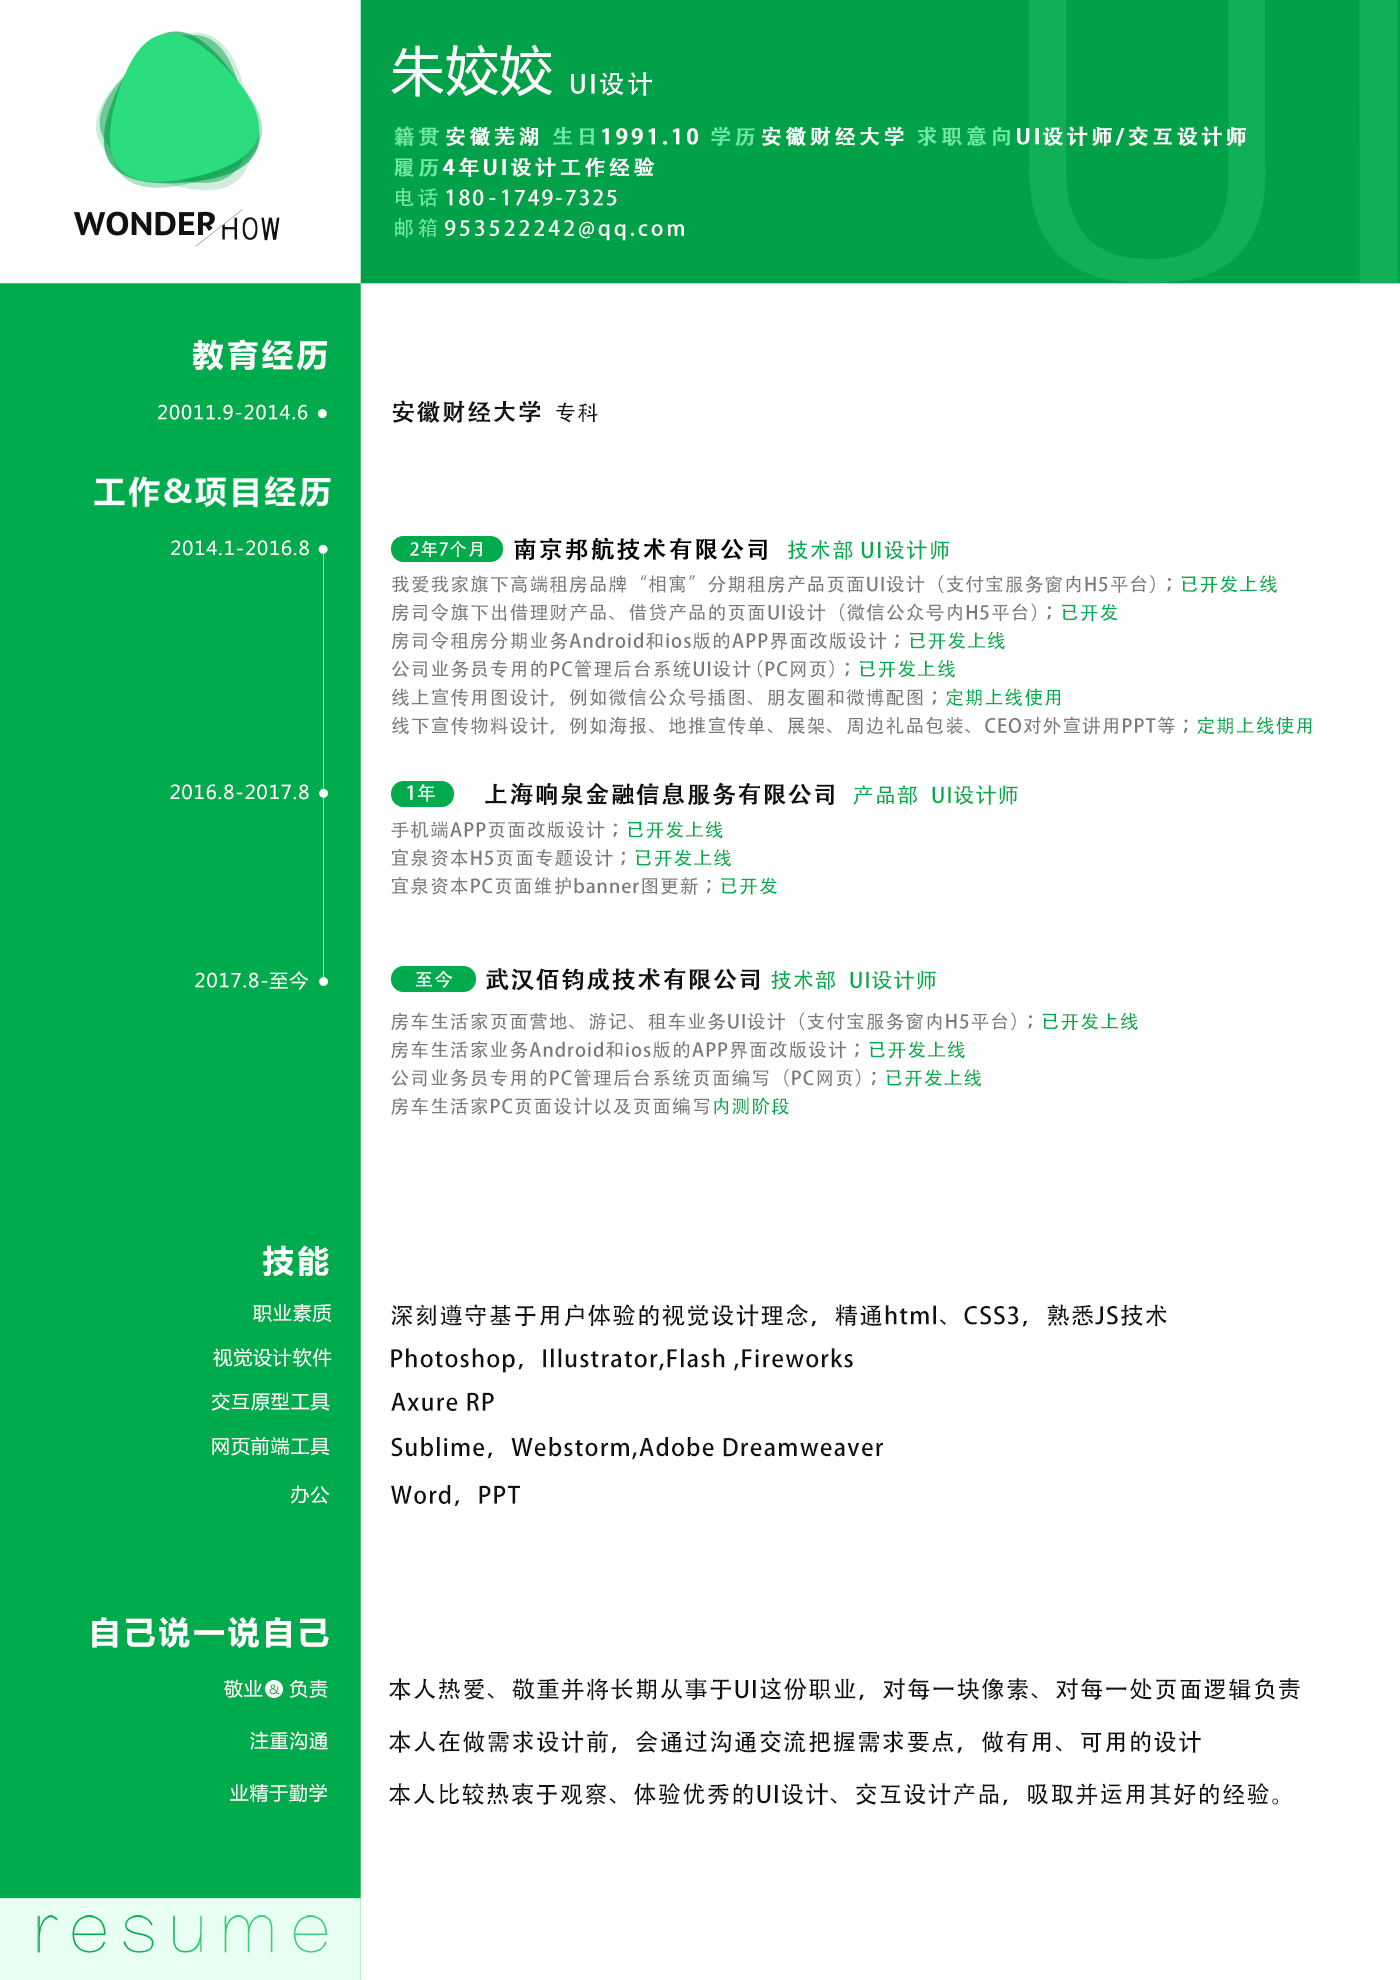 WONDER HOW
朱姣姣 UI设计
UI
籍贯 安徽芜湖 生日1991.10 学历 安徽财经大学 求职意向UI设计师/交互设计师
履历4年UI设计工作经验
电话 180-1749-7325
邮箱 953522242@qq.com
教育经历
20011.9-2014.6 安徽财经大学 专科
工作&项目经历
2014.1-2016.8 2年7个月 南京邦航技术有限公司 技术部 UI设计师
我爱我家旗下高端租房品牌“相寓”分期租房产品页面UI设计（支付宝服务窗内H5平台）；已开发上线
房司令旗下出借理财产品、借贷产品的页面UI设计（微信公众号内H5平台）；已开发
房司令租房分期业务Android和ios版的APP界面改版设计；已开发上线
公司业务员专用的PC管理后台系统UI设计（PC网页）；已开发上线
线上宣传用图设计，例如微信公众号插图、朋友圈和微博配图；定期上线使用
线下宣传物料设计，例如海报、地推宣传单、展架、周边礼品包装、CEO对外宣讲用PPT等；定期上线使用
2016.8-2017.8 1年 上海响泉金融信息服务有限公司 产品部 UI设计师
手机端APP页面改版设计；已开发上线
宜泉资本H5页面专题设计；已开发上线
宜泉资本PC页面维护banner图更新；已开发
2017.8-至今 至今 武汉佰钧成技术有限公司 技术部 UI设计师
房车生活家页面营地、游记、租车业务UI设计（支付宝服务窗内H5平台）；已开发上线
房车生活家业务Android和ios版的APP界面改版设计；已开发上线
公司业务员专用的PC管理后台系统页面编写（PC网页）；已开发上线
房车生活家PC页面设计以及页面编写内测阶段
技能
职业素质 深刻遵守基于用户体验的视觉设计理念，精通html、CSS3，熟悉JS技术
视觉设计软件 Photoshop，Illustrator,Flash ,Fireworks
交互原型工具 Axure RP
网页前端工具 Sublime，Webstorm,Adobe Dreamweaver
办公 Word，PPT
自己说一说自己
敬业&负责 本人热爱、敬重并将长期从事于UI这份职业，对每一块像素、对每一处页面逻辑负责
注重沟通 本人在做需求设计前，会通过沟通交流把握需求要点，做有用、可用的设计
业精于勤学 本人比较热衷于观察、体验优秀的UI设计、交互设计产品，吸取并运用其好的经验。
resume